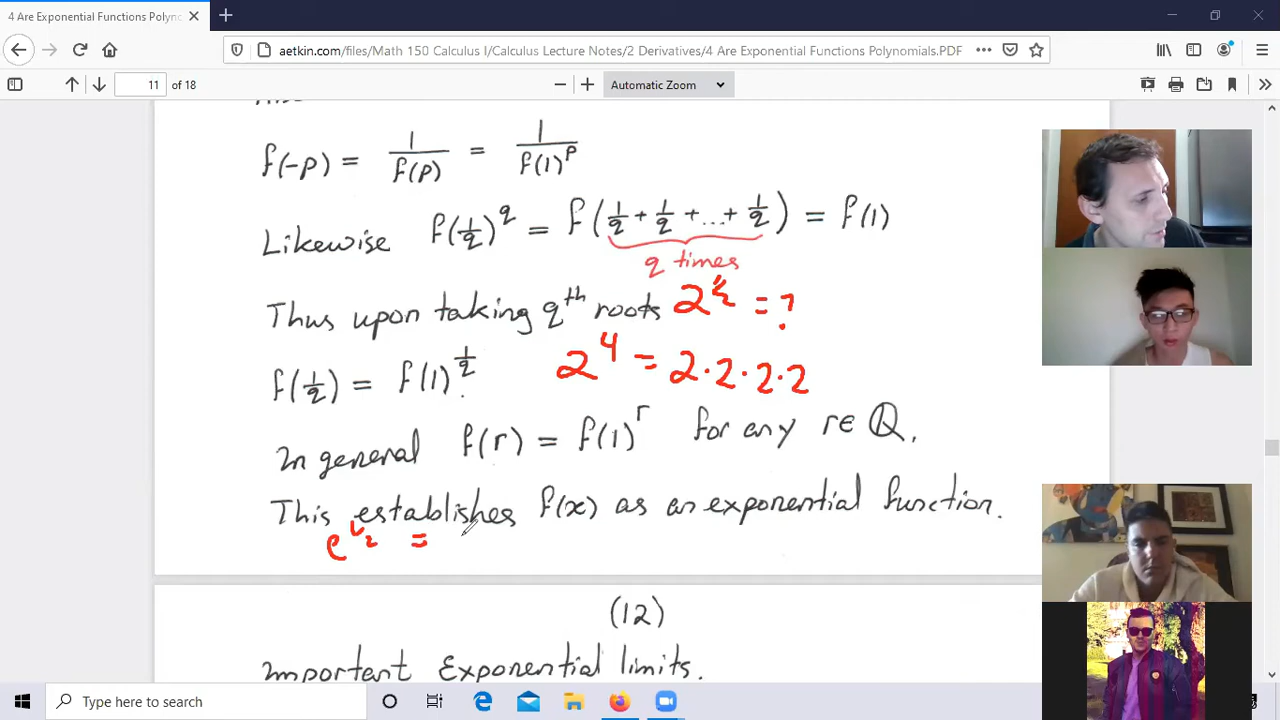 4 Are Exponential Functions Polync
aetkin.com/files/Math 150 Calculus I/Calculus Lecture Notes/2 Derivatives/4 Are Exponential Functions Polynomials.PDF
11 of 18
Automatic Zoom
f(-p) = 1/f(p) = 1/f(1)^p
Likewise f(1/q)^q = f(1/q + 1/q + ... + 1/q) = f(1)
q times
Thus upon taking q^th roots 2^1/2 = ?
f(1/q) = f(1)^1/q 2^4 = 2·2·2·2
In general f(r) = f(1)^r for any r∈ℚ.
This establishes f(x) as an exponential function.
e^1/2 =
(12)
Important Exponential limits.
Type here to search